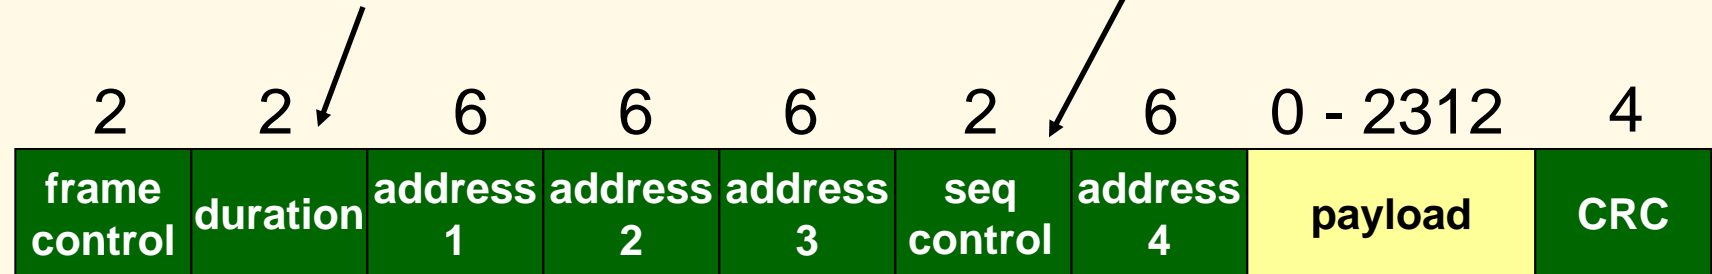 2 2 6 6 6 2 6 0 - 2312 4
frame control duration address 1 address 2 address 3 seq control address 4 payload CRC